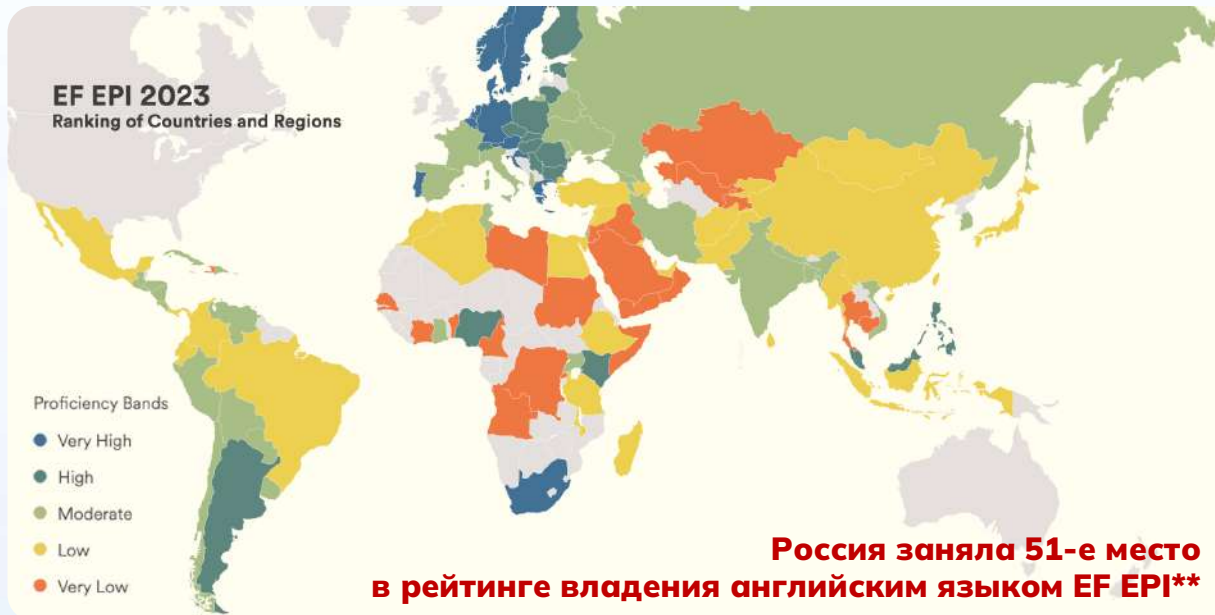 EF EPI 2023
Ranking of Countries and Regions
Proficiency Bands
Very High
High
Moderate
Low
Very Low
Россия заняла 51-е место
в рейтинге владения английским языком EF EPI**